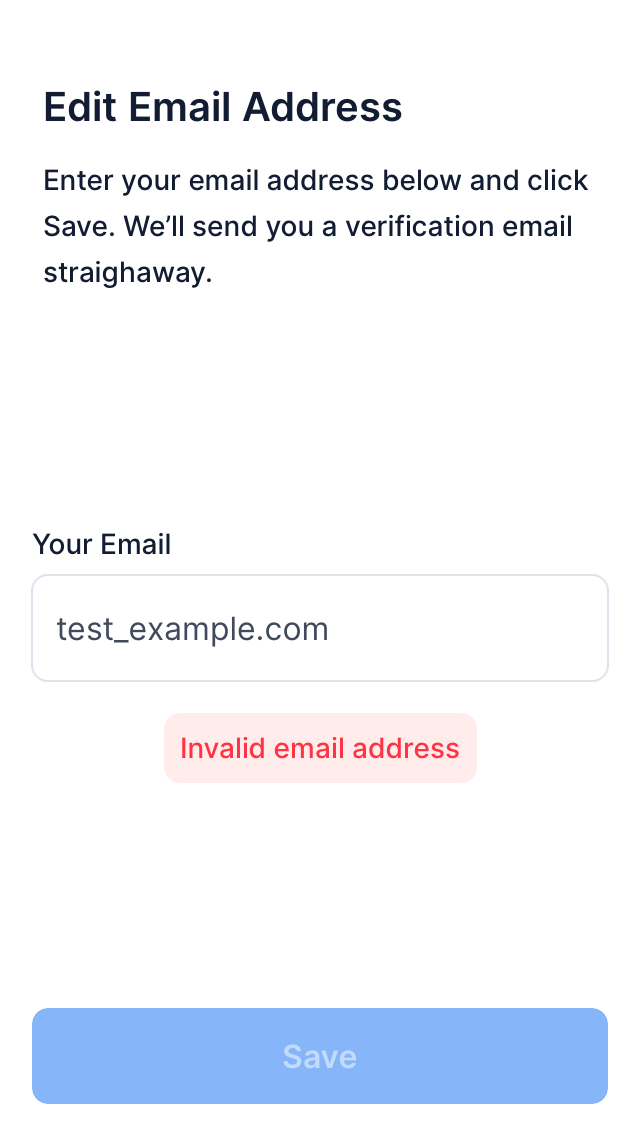 Edit Email Address
Enter your email address below and click
Save. We’ll send you a verification email
straighaway.
Your Email
test_example.com
Invalid email address
Save